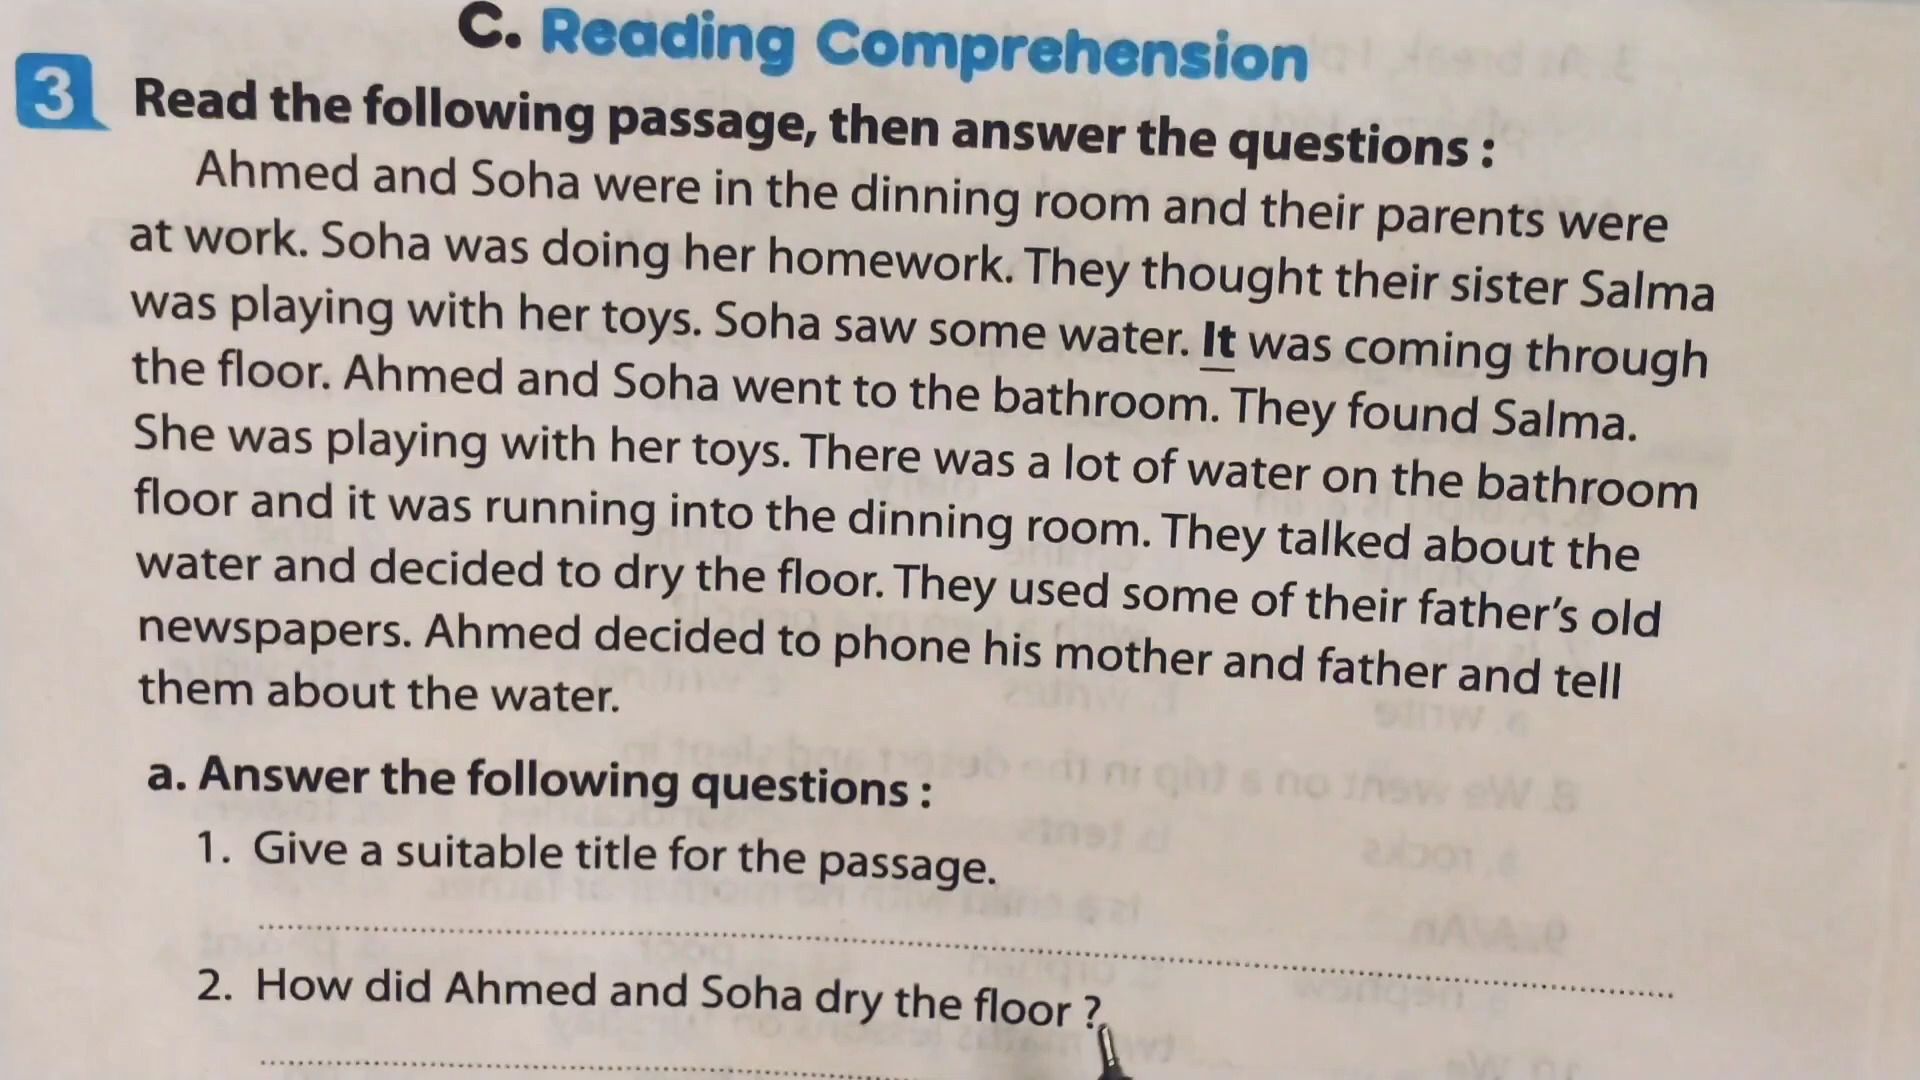 C. Reading Comprehension
3 Read the following passage, then answer the questions :
Ahmed and Soha were in the dinning room and their parents were
at work. Soha was doing her homework. They thought their sister Salma
was playing with her toys. Soha saw some water. It was coming through
the floor. Ahmed and Soha went to the bathroom. They found Salma.
She was playing with her toys. There was a lot of water on the bathroom
floor and it was running into the dinning room. They talked about the
water and decided to dry the floor. They used some of their father's old
newspapers. Ahmed decided to phone his mother and father and tell
them about the water.
a. Answer the following questions :
1. Give a suitable title for the passage.
2. How did Ahmed and Soha dry the floor ?